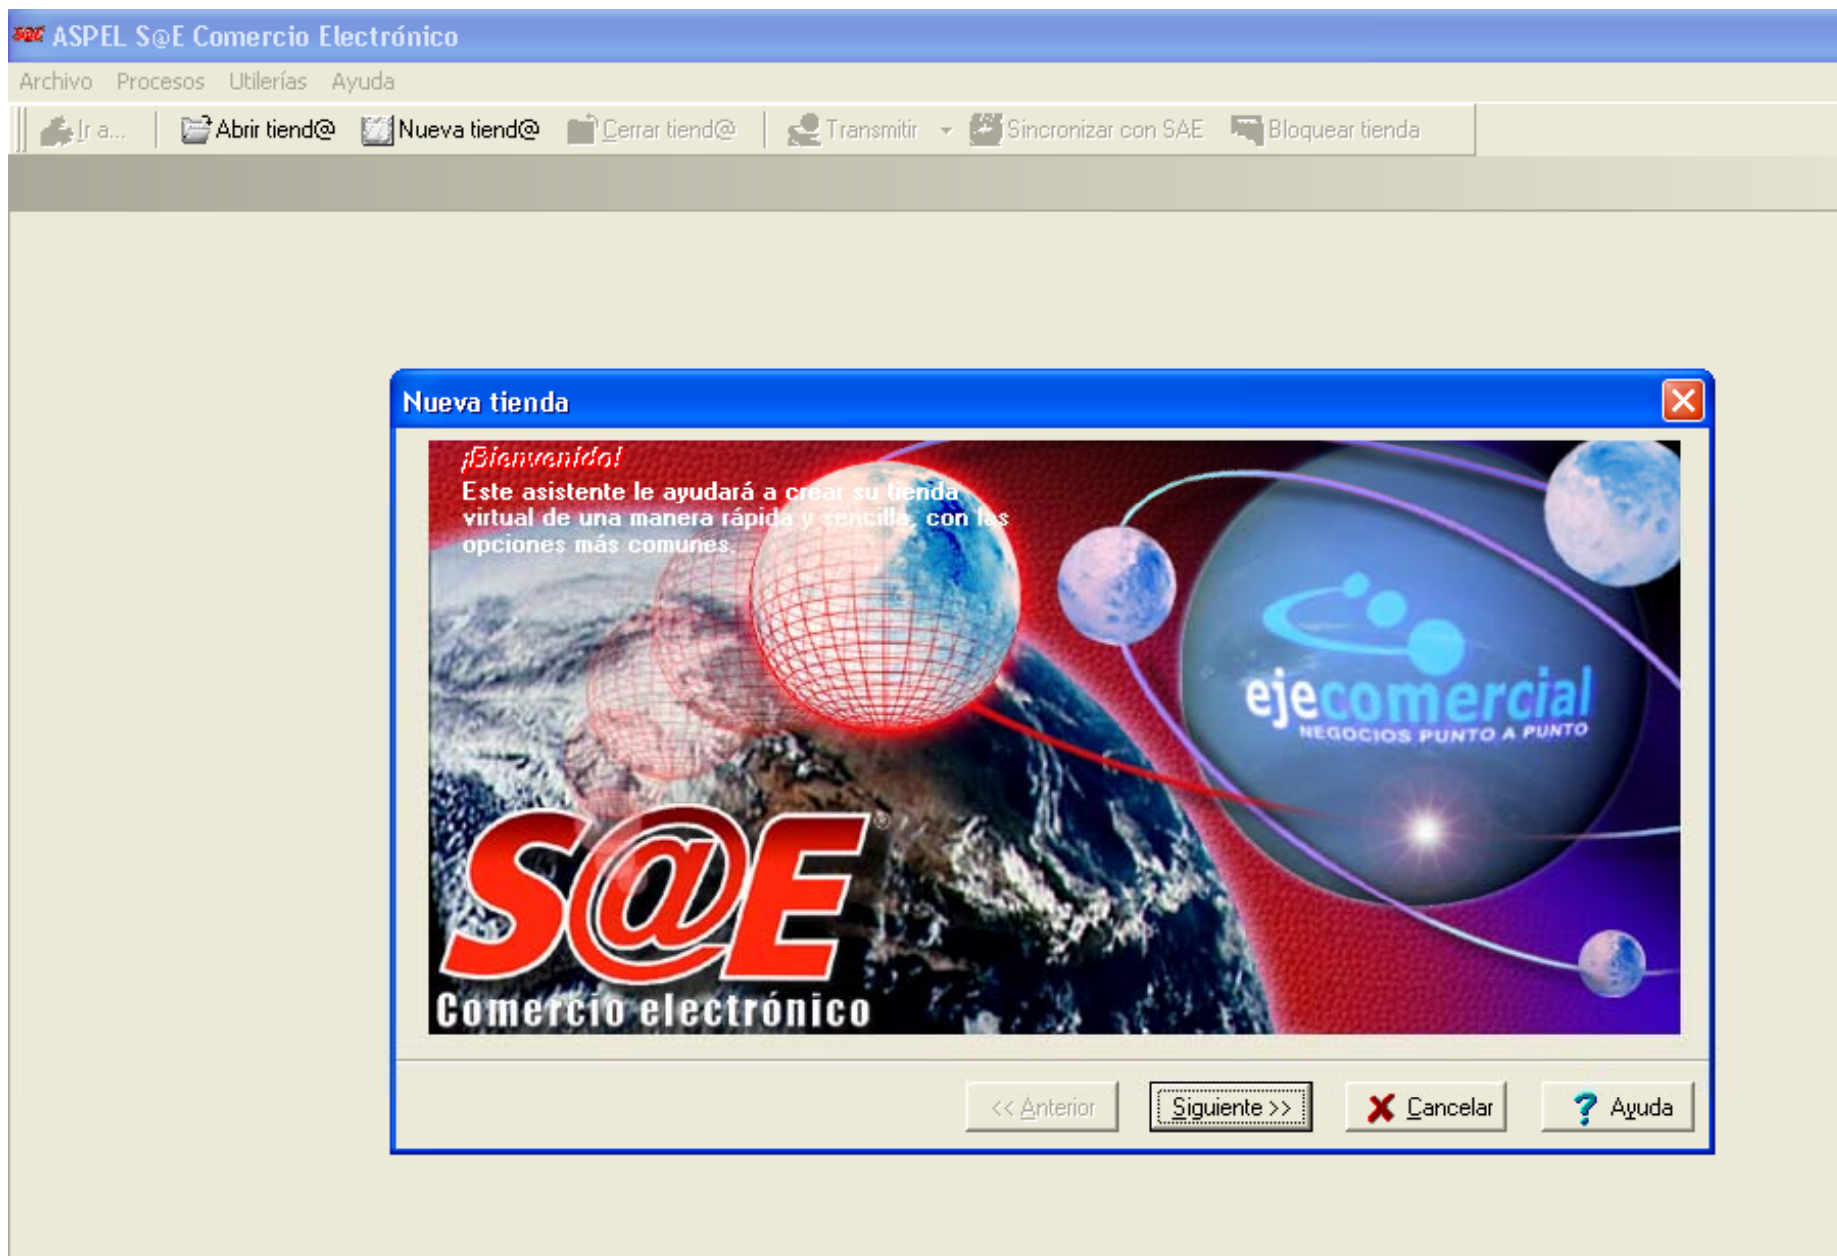 SAE ASPEL S@E Comercio Electrónico
Archivo Procesos Utilerías Ayuda
Ir a... Abrir tiend@ Nueva tiend@ Cerrar tiend@ Transmitir Sincronizar con SAE Bloquear tienda
Nueva tienda
¡Bienvenido!
Este asistente le ayudará a crear su tienda
virtual de una manera rápida y sencilla, con las
opciones más comunes.
ejecomercial
NEGOCIOS PUNTO A PUNTO
S@E®
Comercio electrónico
<< Anterior Siguiente >> Cancelar ? Ayuda